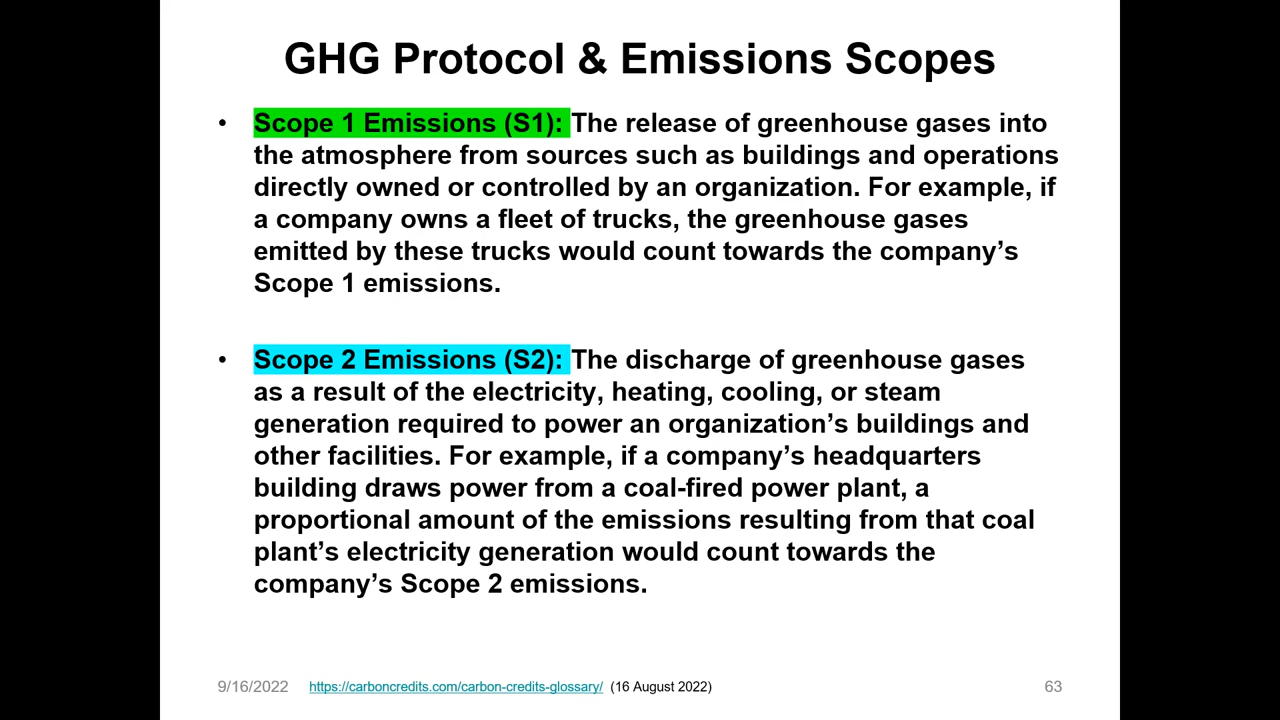 GHG Protocol & Emissions Scopes
• Scope 1 Emissions (S1): The release of greenhouse gases into
the atmosphere from sources such as buildings and operations
directly owned or controlled by an organization. For example, if
a company owns a fleet of trucks, the greenhouse gases
emitted by these trucks would count towards the company’s
Scope 1 emissions.
• Scope 2 Emissions (S2): The discharge of greenhouse gases
as a result of the electricity, heating, cooling, or steam
generation required to power an organization’s buildings and
other facilities. For example, if a company’s headquarters
building draws power from a coal-fired power plant, a
proportional amount of the emissions resulting from that coal
plant’s electricity generation would count towards the
company’s Scope 2 emissions.
9/16/2022 https://carboncredits.com/carbon-credits-glossary/ (16 August 2022) 63